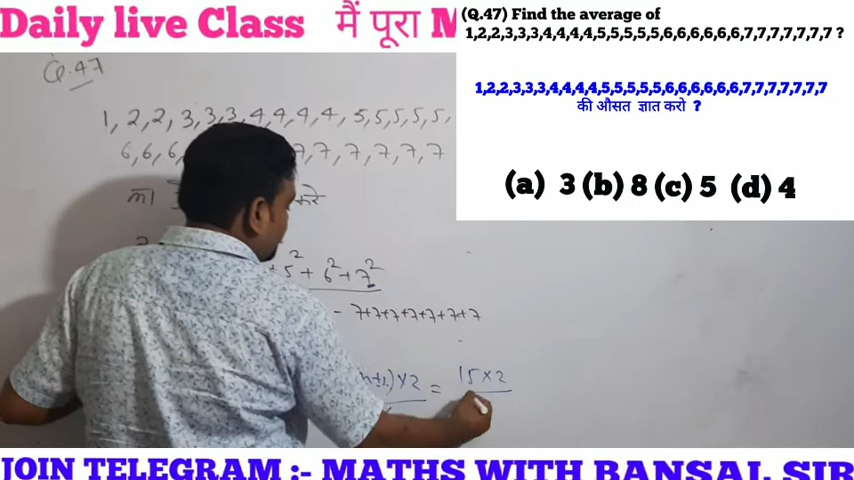 Daily live Class मैं पूरा M
(Q.47) Find the average of
1,2,2,3,3,3,4,4,4,4,5,5,5,5,5,6,6,6,6,6,6,7,7,7,7,7,7,7 ?
1,2,2,3,3,3,4,4,4,4,5,5,5,5,5,6,6,6,6,6,6,7,7,7,7,7,7,7
की औसत ज्ञात करो ?
(a) 3 (b) 8 (c) 5 (d) 4
Q.47
1, 2, 2, 3, 3, 3, 4, 4, 4, 4, 5, 5, 5, 5, 5,
6, 6, 6, 7, 7, 7, 7, 7, 7
का
+5² + 6² + 7²
- 7+7+7+7+7+7+7
+1) × 2 = 15 × 2
JOIN TELEGRAM :- MATHS WITH BANSAL SIR